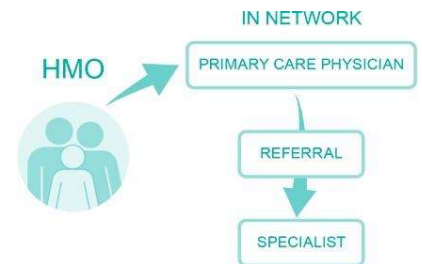 IN NETWORK
HMO
PRIMARY CARE PHYSICIAN
REFERRAL
SPECIALIST